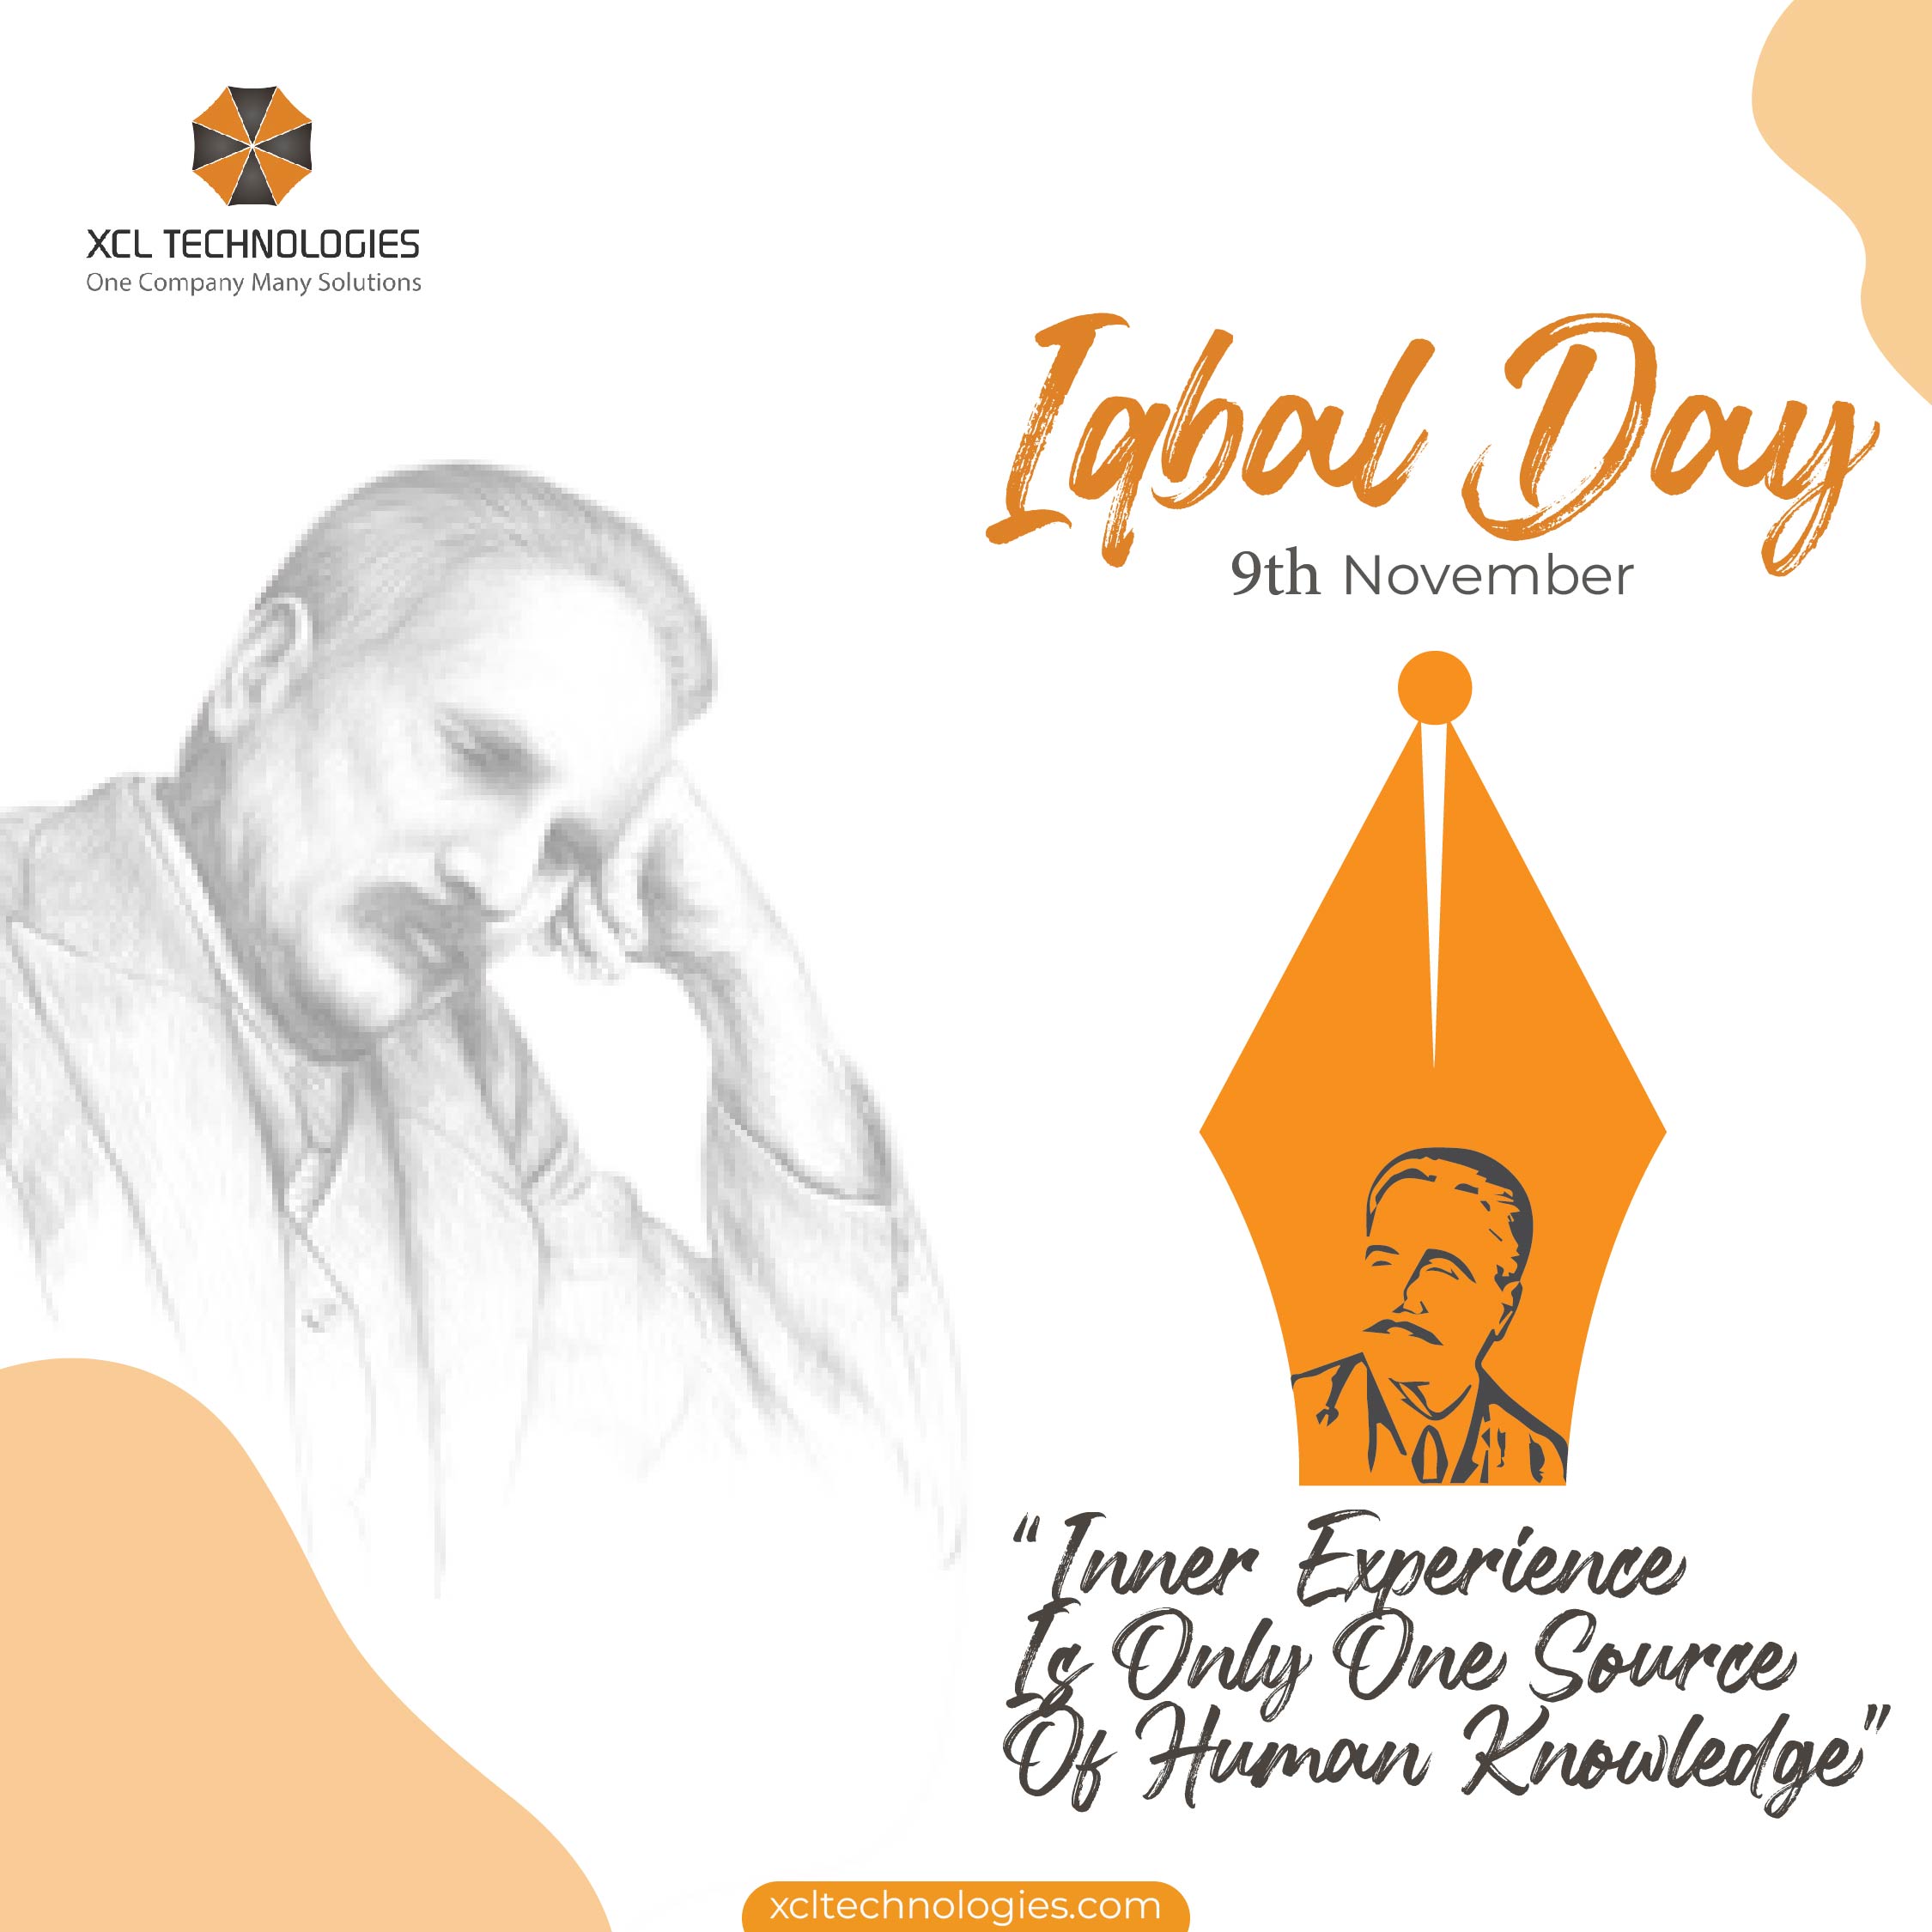 XCL TECHNOLOGIES
One Company Many Solutions
Iqbal Day
9th November
“Inner Experience
Is Only One Source
Of Human Knowledge”
xcltechnologies.com